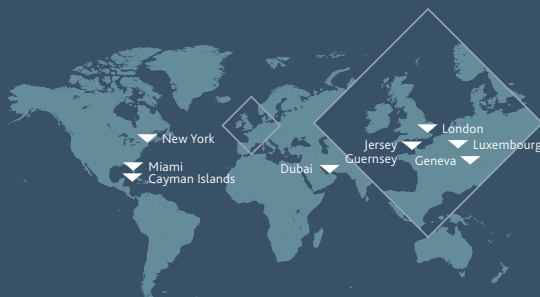 New York
Miami
Cayman Islands
Dubai
London
Jersey
Guernsey
Luxembourg
Geneva